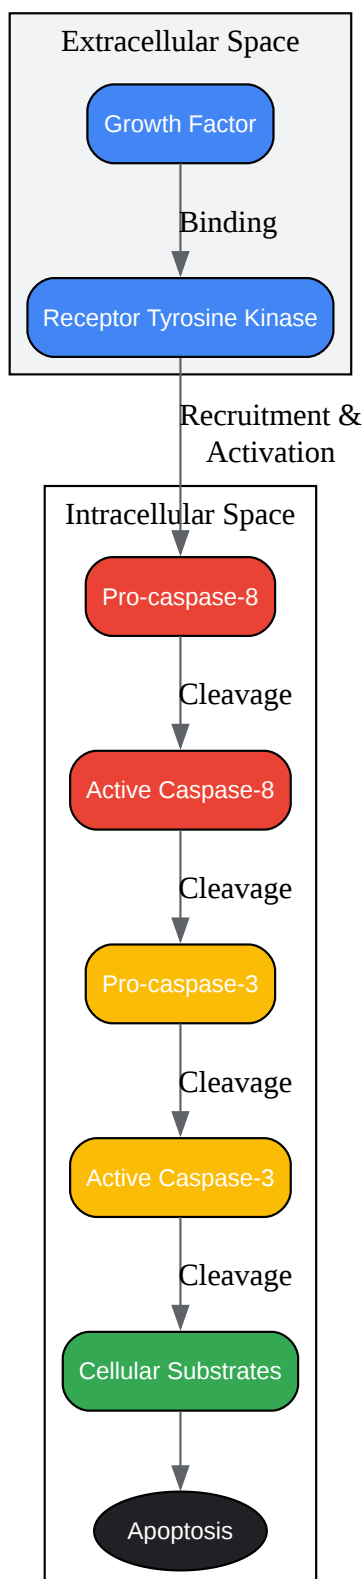 Extracellular Space
Growth Factor
Binding
Receptor Tyrosine Kinase
Recruitment &
Activation
Intracellular Space
Pro-caspase-8
Cleavage
Active Caspase-8
Cleavage
Pro-caspase-3
Cleavage
Active Caspase-3
Cleavage
Cellular Substrates
Apoptosis